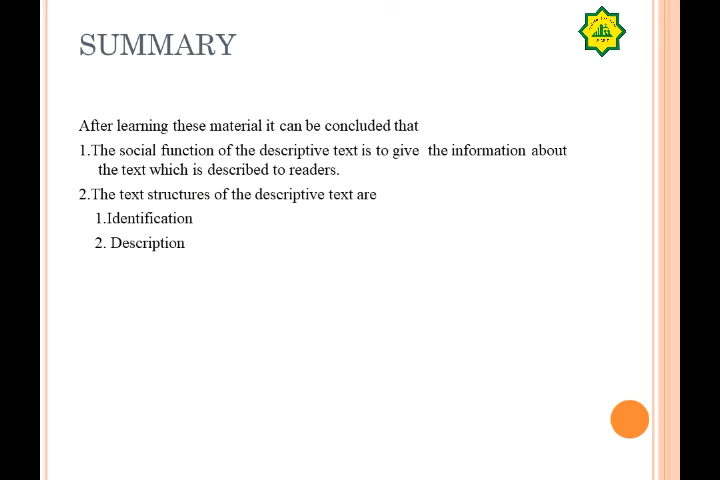 SUMMARY
After learning these material it can be concluded that
1.The social function of the descriptive text is to give the information about
the text which is described to readers.
2.The text structures of the descriptive text are
1.Identification
2. Description